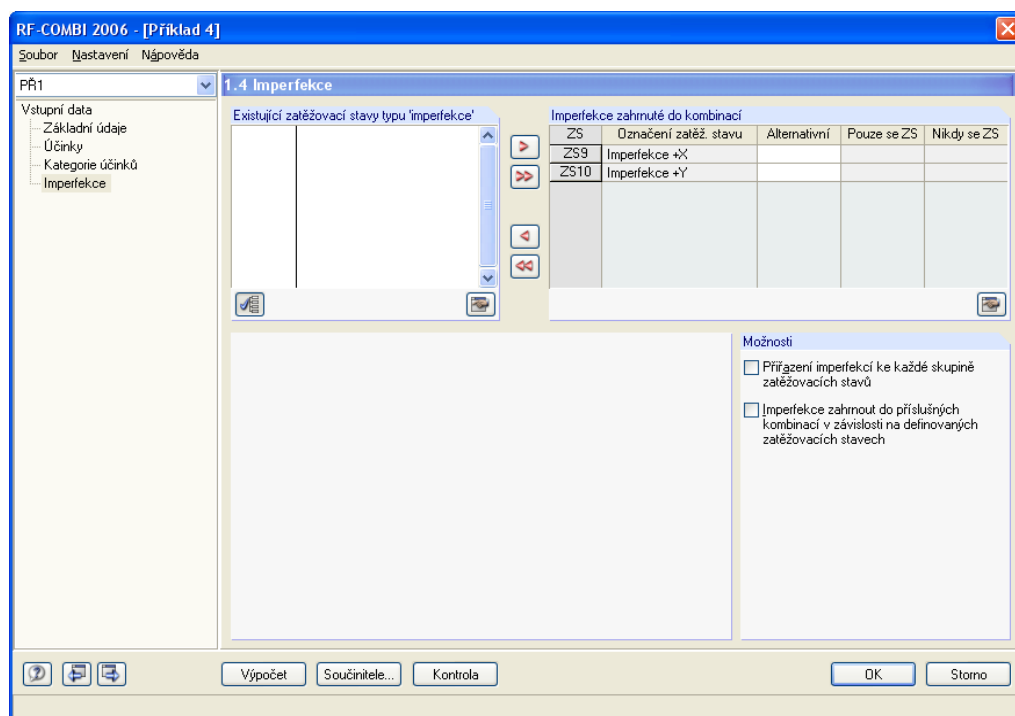 RF-COMBI 2006 - [Příklad 4]
Soubor Nastavení Nápověda
PŘ1
Vstupní data
Základní údaje
Účinky
Kategorie účinků
Imperfekce
1.4 Imperfekce
Existující zatěžovací stavy typu 'imperfekce'
Imperfekce zahrnuté do kombinací
ZS Označení zatěž. stavu Alternativní Pouze se ZS Nikdy se ZS
ZS9 Imperfekce +X
ZS10 Imperfekce +Y
Možnosti
Přiřazení imperfekcí ke každé skupině
zatěžovacích stavů
Imperfekce zahrnout do příslušných
kombinací v závislosti na definovaných
zatěžovacích stavech
Výpočet Součinitele... Kontrola OK Storno